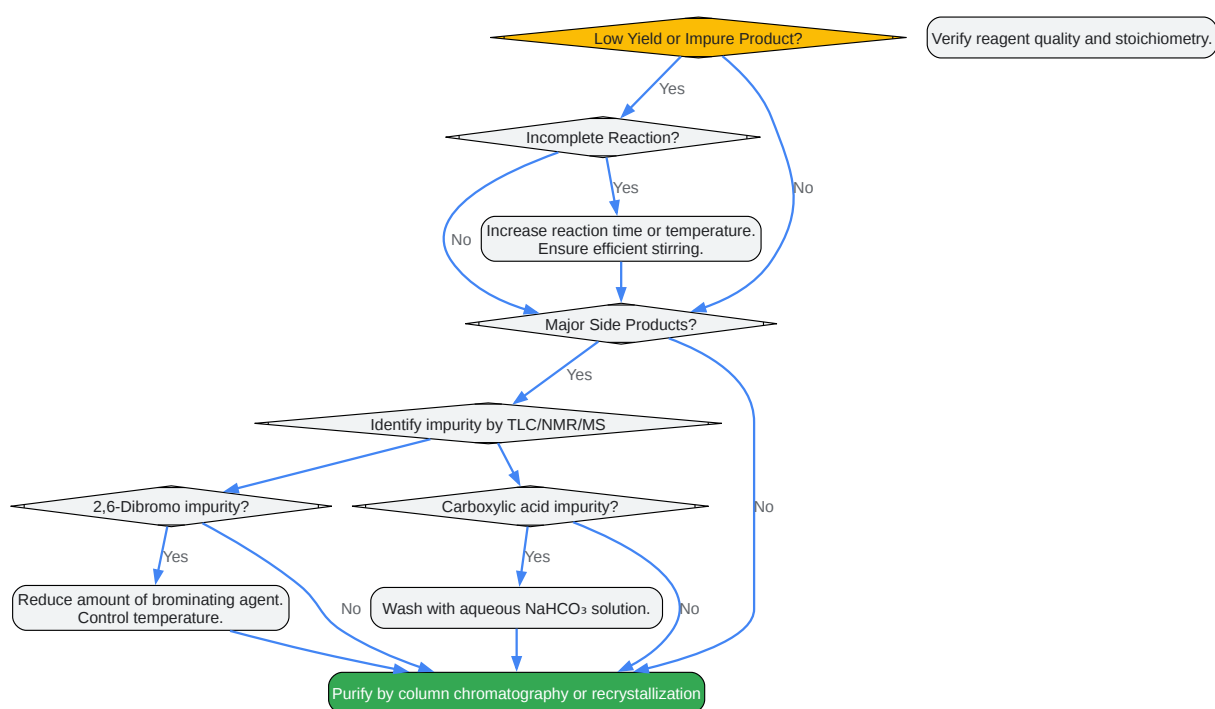 Low Yield or Impure Product?
Verify reagent quality and stoichiometry.
Yes
Incomplete Reaction?
Yes
No
Increase reaction time or temperature.
Ensure efficient stirring.
No
Major Side Products?
Yes
Identify impurity by TLC/NMR/MS
2,6-Dibromo impurity?
Carboxylic acid impurity?
No
Yes
Yes
Reduce amount of brominating agent.
Control temperature.
No
Wash with aqueous NaHCO₃ solution.
No
Purify by column chromatography or recrystallization